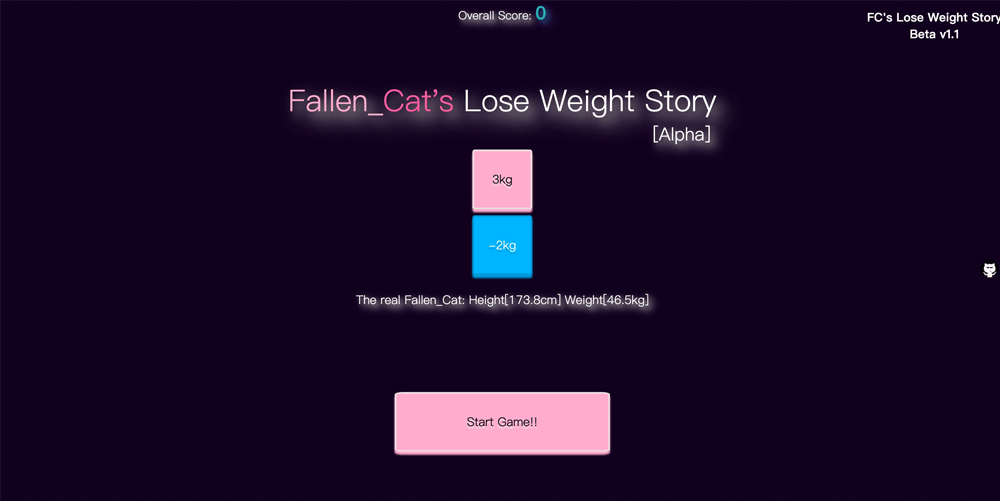 Overall Score: 0
FC's Lose Weight Story
Beta v1.1
Fallen_Cat's Lose Weight Story
[Alpha]
3kg
-2kg
The real Fallen_Cat: Height[173.8cm] Weight[46.5kg]
Start Game!!